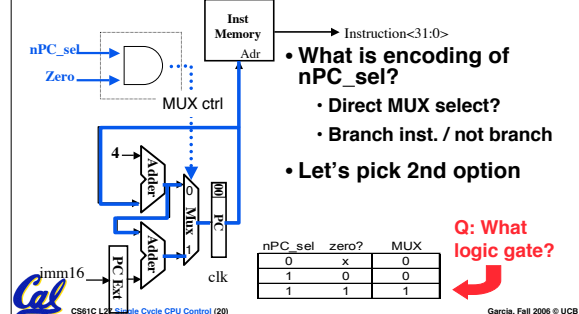 Inst
Memory
Adr
Instruction<31:0>
nPC_sel
Zero
MUX ctrl
• What is encoding of
nPC_sel?
• Direct MUX select?
• Branch inst. / not branch
• Let's pick 2nd option
4
Adder
Adder
0
Mux
1
00
PC
clk
imm16
PC Ext
Q: What
logic gate?
nPC_sel zero? MUX
0 x 0
1 0 0
1 1 1
Cal
CS61C L27 Single Cycle CPU Control (20)
Garcia, Fall 2006 © UCB